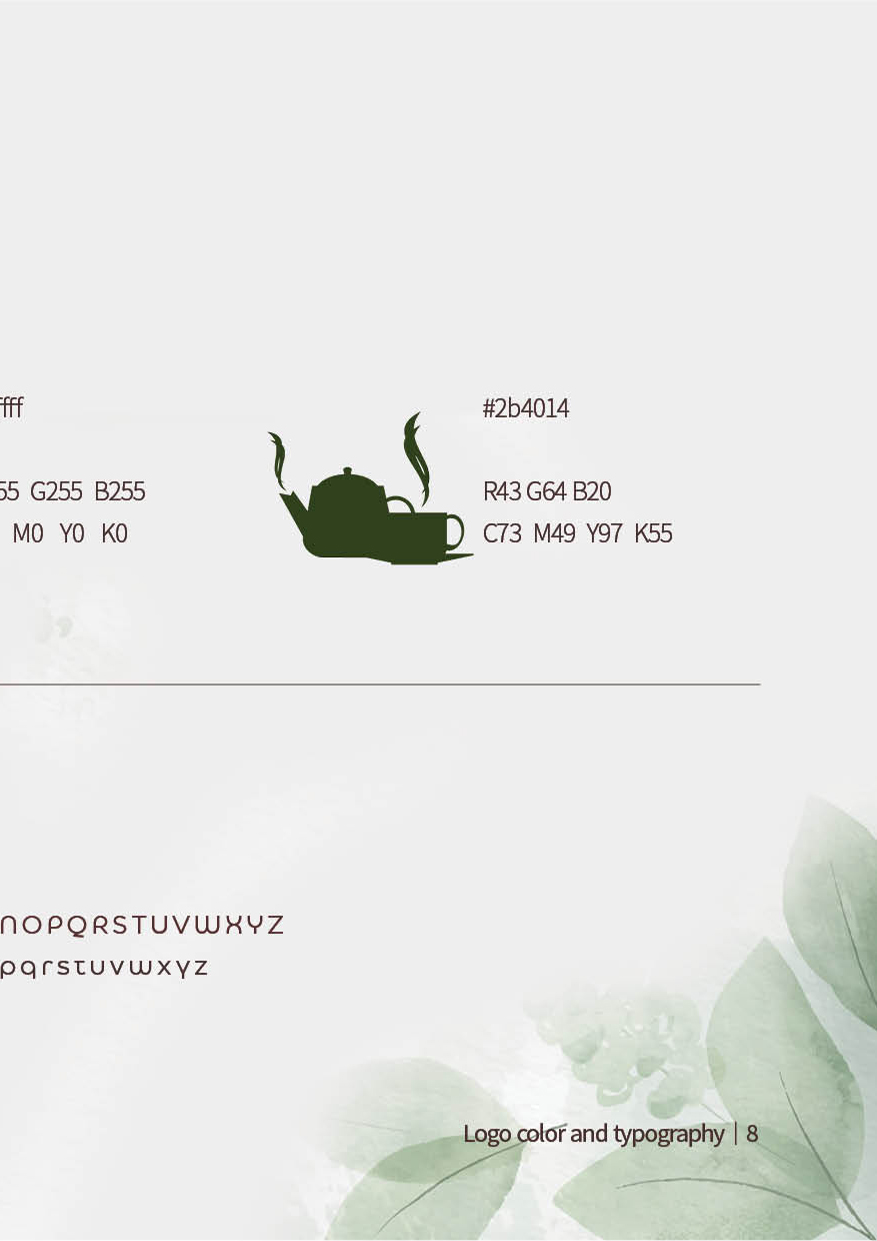 ffff
#2b4014
55 G255 B255
R43 G64 B20
M0 Y0 K0
C73 M49 Y97 K55
NOPQRSTUVWXYZ
pqrstuvwxyz
Logo color and typography | 8